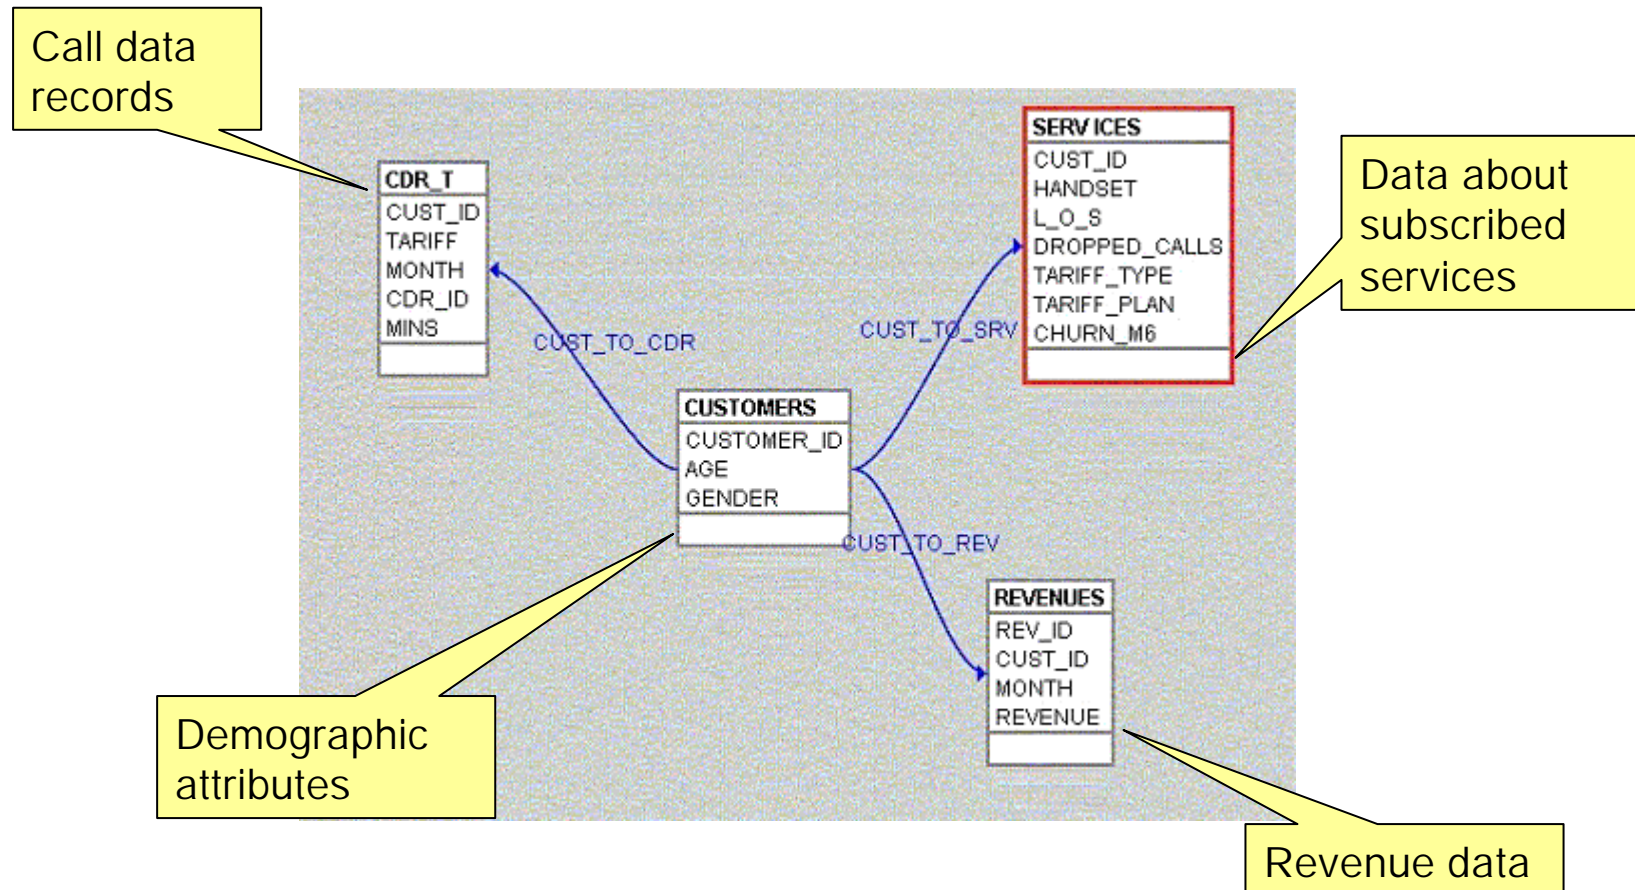 Call data
records
CDR_T
CUST_ID
TARIFF
MONTH
CDR_ID
MINS
CUST_TO_CDR
SERVICES
CUST_ID
HANDSET
L_O_S
DROPPED_CALLS
TARIFF_TYPE
TARIFF_PLAN
CHURN_M6
CUST_TO_SRV
Data about
subscribed
services
CUSTOMERS
CUSTOMER_ID
AGE
GENDER
CUST_TO_REV
REVENUES
REV_ID
CUST_ID
MONTH
REVENUE
Demographic
attributes
Revenue data